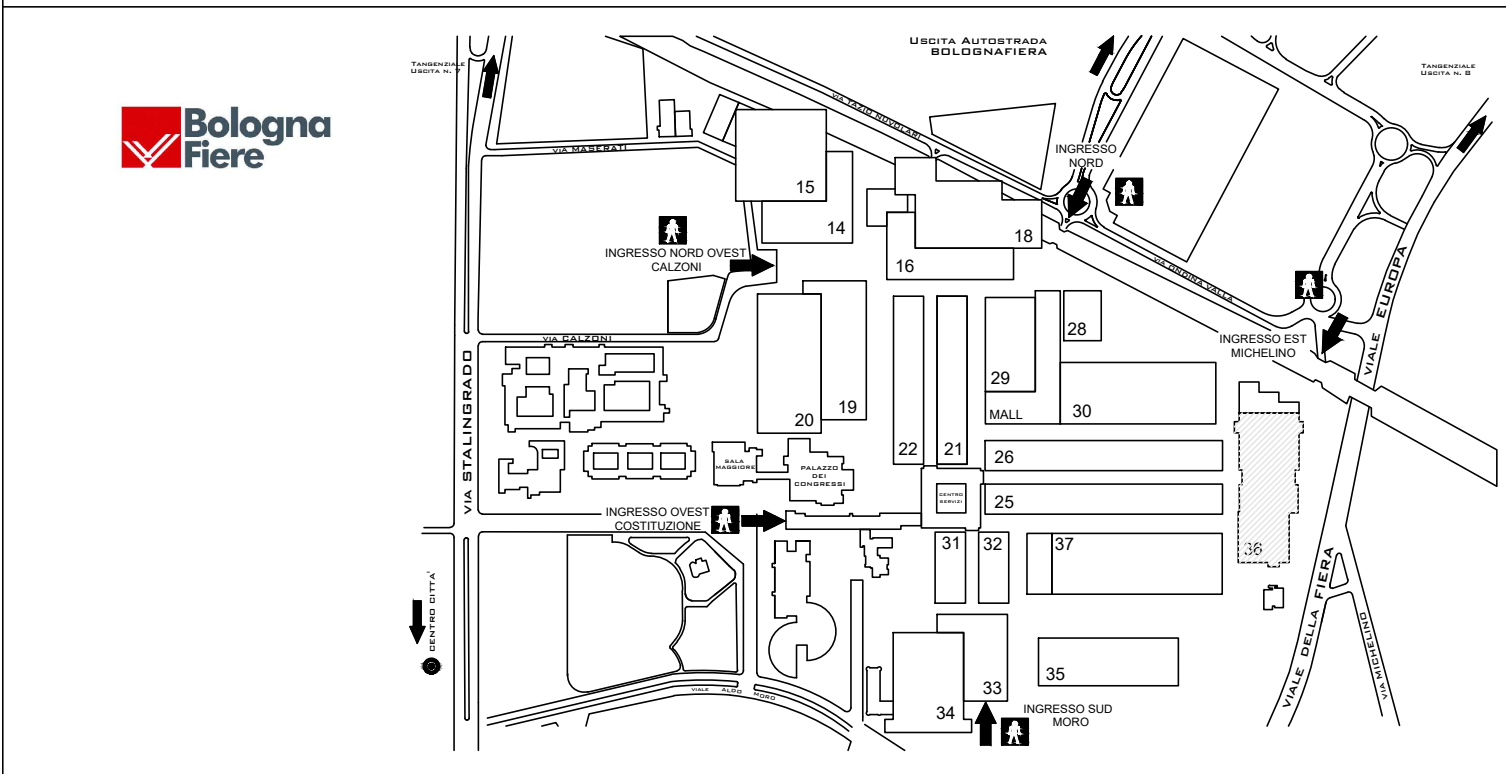 USCITA AUTOSTRADA
BOLOGNAFIERA
TANGENZIALE
USCITA N. 7
TANGENZIALE
USCITA N. 8
Bologna
Fiere
VIA TAZIO NUVOLARI
VIA MASERATI
INGRESSO
NORD
15
14
18
16
INGRESSO NORD OVEST
CALZONI
VIA ONDINA VALLA
VIALE EUROPA
28
INGRESSO EST
MICHELINO
VIA CALZONI
VIA STALINGRADO
29
MALL
30
20
19
22
21
26
SALA
MAGGIORE
PALAZZO
DEI
CONGRESSI
CENTRO
SERVIZI
25
INGRESSO OVEST
COSTITUZIONE
31
32
37
36
CENTRO CITTA'
VIALE DELLA FIERA
VIA MICHELINO
33
34
35
VIALE ALDO MORO
INGRESSO SUD
MORO